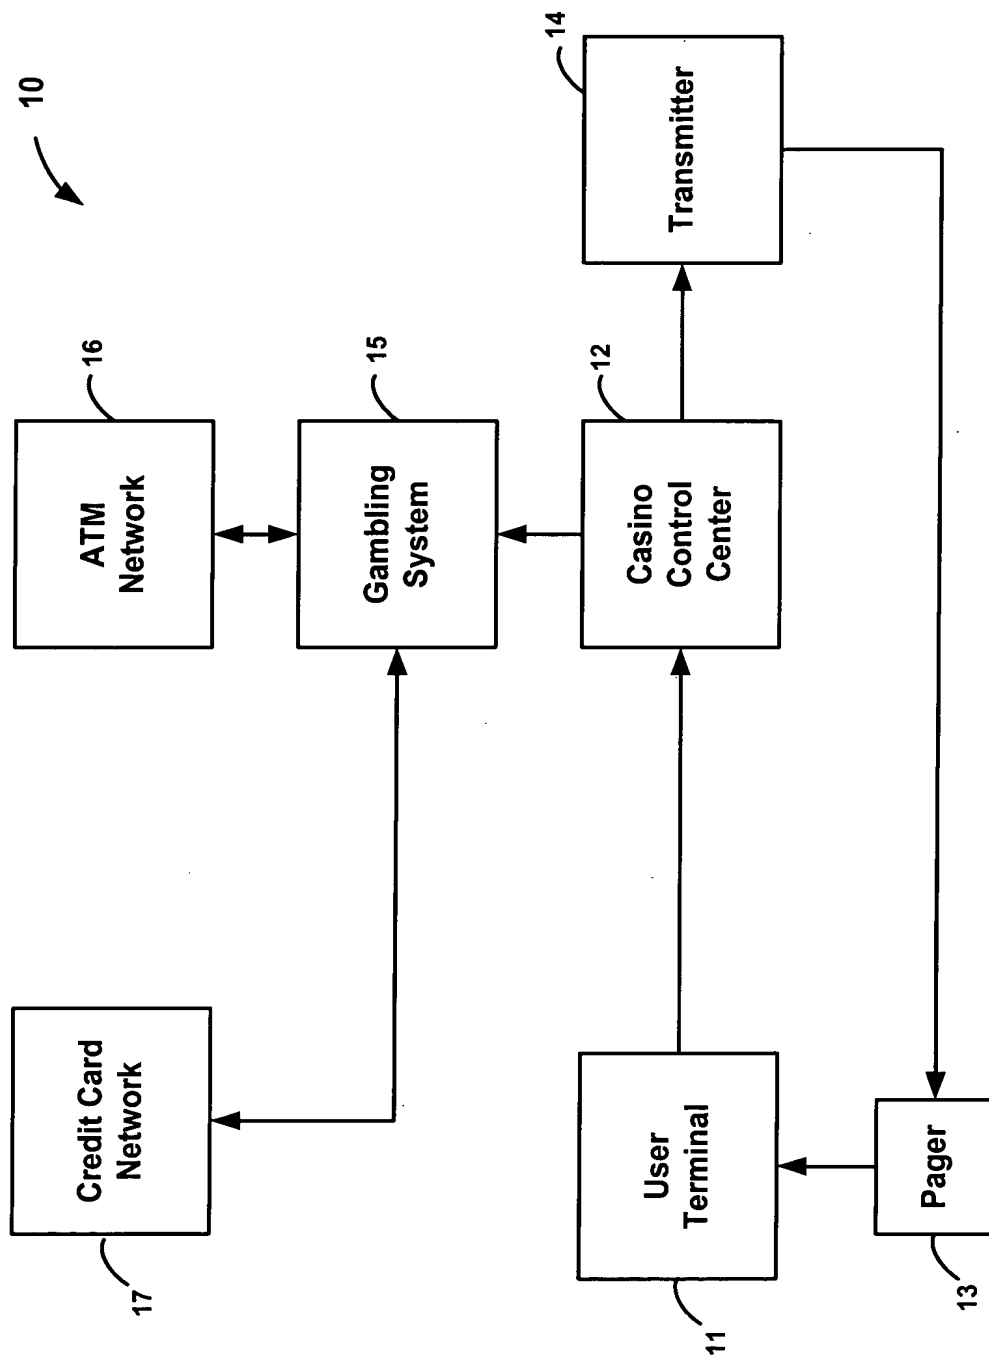 10
17
Credit Card
Network
16
ATM
Network
15
Gambling
System
11
User
Terminal
12
Casino
Control
Center
14
Transmitter
13
Pager